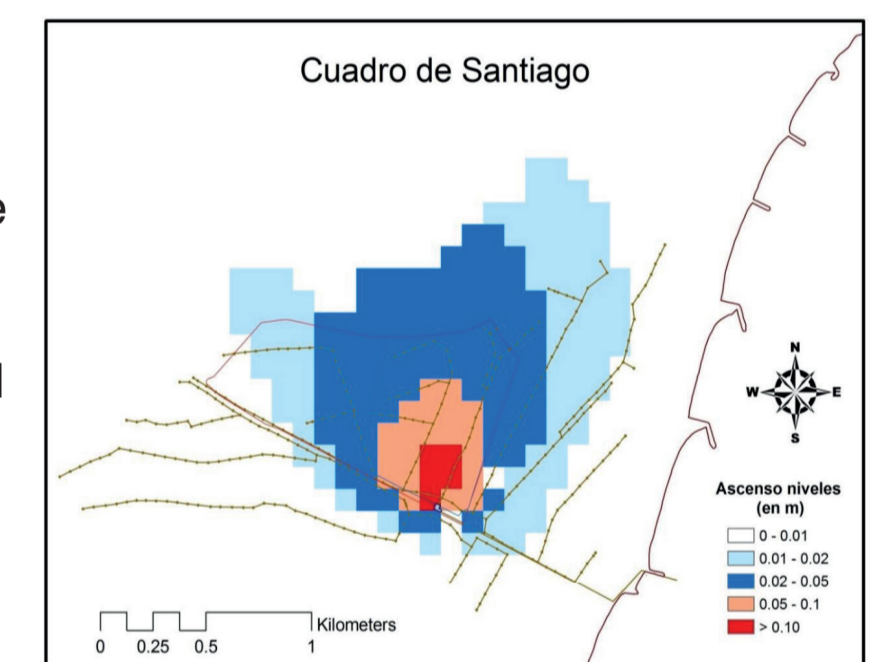 Cuadro de Santiago
e
l
N
W E
S
Ascenso niveles
(en m)
0 - 0.01
0.01 - 0.02
0.02 - 0.05
0.05 - 0.1
> 0.10
Kilometers
0 0.25 0.5 1